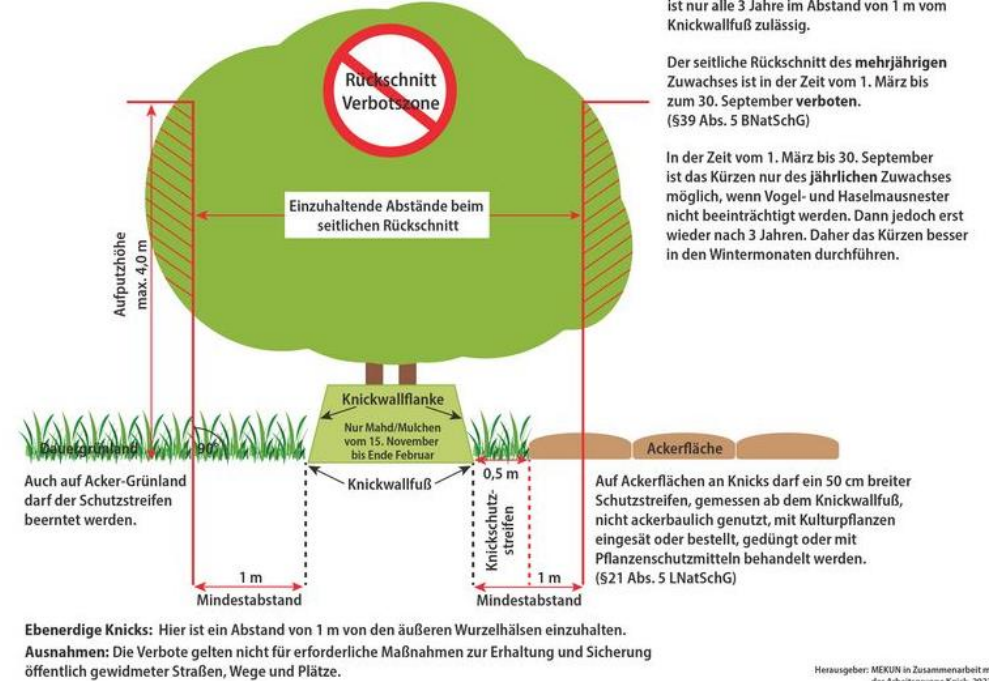 ist nur alle 3 Jahre im Abstand von 1 m vom
Knickwallfuß zulässig.
Der seitliche Rückschnitt des mehrjährigen
Zuwachses ist in der Zeit vom 1. März bis
zum 30. September verboten.
(§39 Abs. 5 BNatSchG)
In der Zeit vom 1. März bis 30. September
ist das Kürzen nur des jährlichen Zuwachses
möglich, wenn Vogel- und Haselmausnester
nicht beeinträchtigt werden. Dann jedoch erst
wieder nach 3 Jahren. Daher das Kürzen besser
in den Wintermonaten durchführen.
Rückschnitt
Verbotszone
Einzuhaltende Abstände beim
seitlichen Rückschnitt
Aufputzhöhe
max. 4,0 m
Knickwallflanke
Nur Mahd/Mulchen
vom 15. November
bis Ende Februar
Dauergrünland
90°
Ackerfläche
Knickwallfuß
0,5 m
Knickschutz-
streifen
Auch auf Acker-Grünland
darf der Schutzstreifen
beerntet werden.
Auf Ackerflächen an Knicks darf ein 50 cm breiter
Schutzstreifen, gemessen ab dem Knickwallfuß,
nicht ackerbaulich genutzt, mit Kulturpflanzen
eingesät oder bestellt, gedüngt oder mit
Pflanzenschutzmitteln behandelt werden.
(§21 Abs. 5 LNatSchG)
1 m
Mindestabstand
1 m
Mindestabstand
Ebenerdige Knicks: Hier ist ein Abstand von 1 m von den äußeren Wurzelhälsen einzuhalten.
Ausnahmen: Die Verbote gelten nicht für erforderliche Maßnahmen zur Erhaltung und Sicherung
öffentlich gewidmeter Straßen, Wege und Plätze.
Herausgeber: MEKUN in Zusammenarbeit